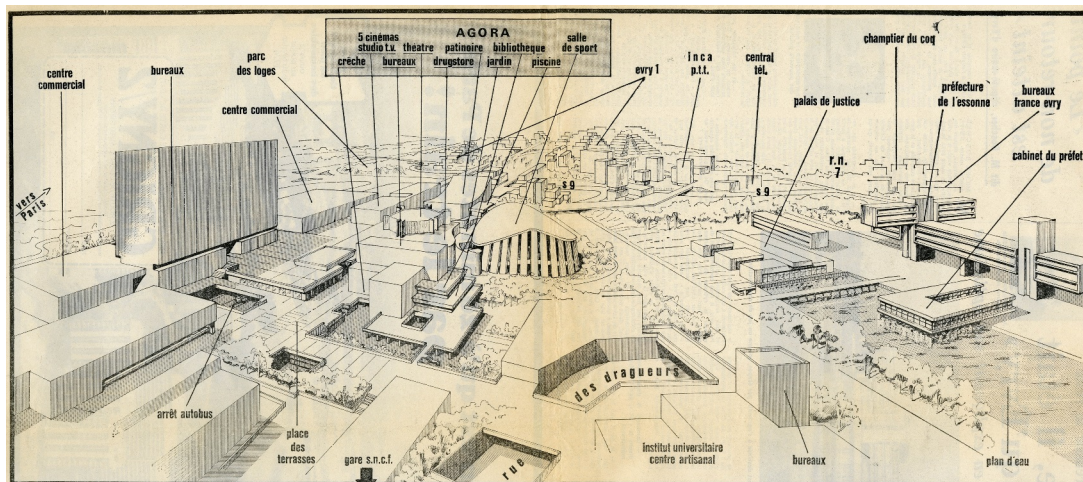 AGORA
5 cinémas
studio t.v.
théatre
patinoire
bibliotheque
salle
de sport
crêche
bureaux
drugstore
jardin
piscine
centre
commercial
bureaux
parc
des loges
centre commercial
evry 1
inca
p.t.t.
central
tél.
champtier du coq
palais de justice
préfecture
de l'essonne
bureaux
france evry
cabinet du préfet
r.n.
7
s 9
s 9
vers
Paris
arrêt autobus
place
des
terrasses
gare s.n.c.f.
rue
des dragueurs
institut universitaire
centre artisanal
bureaux
plan d'eau